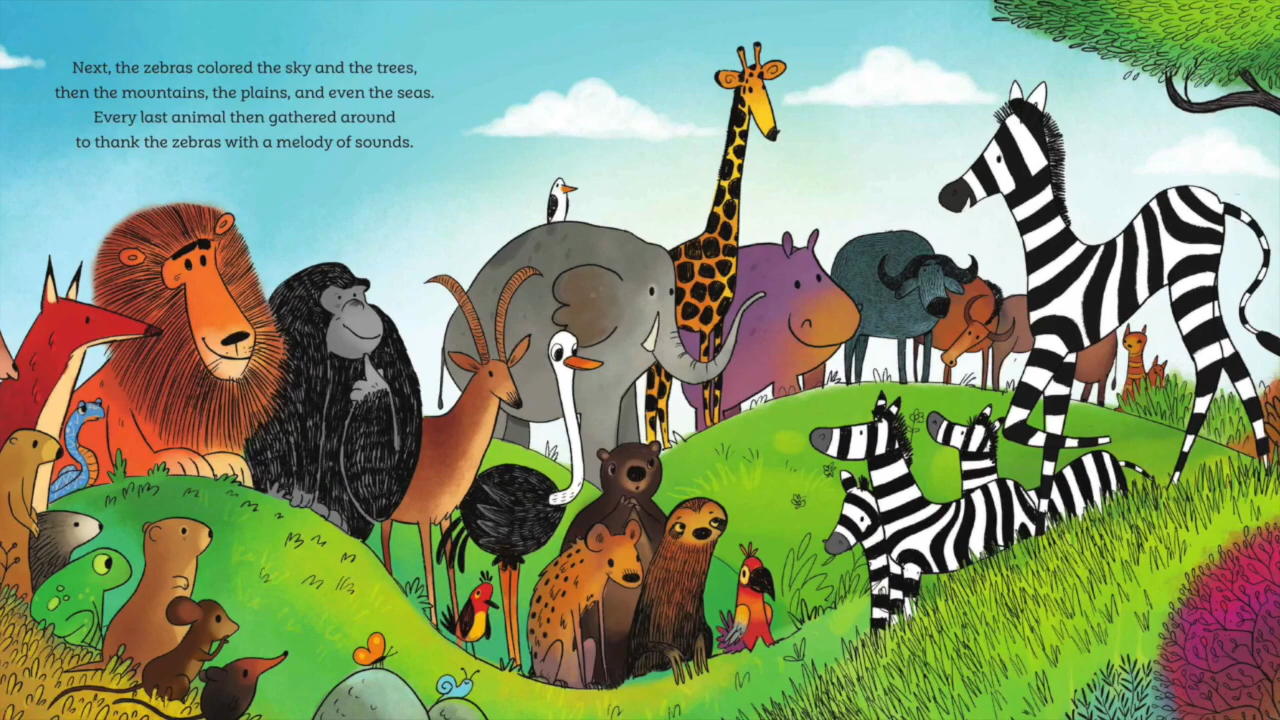 Next, the zebras colored the sky and the trees,
then the mountains, the plains, and even the seas.
Every last animal then gathered around
to thank the zebras with a melody of sounds.